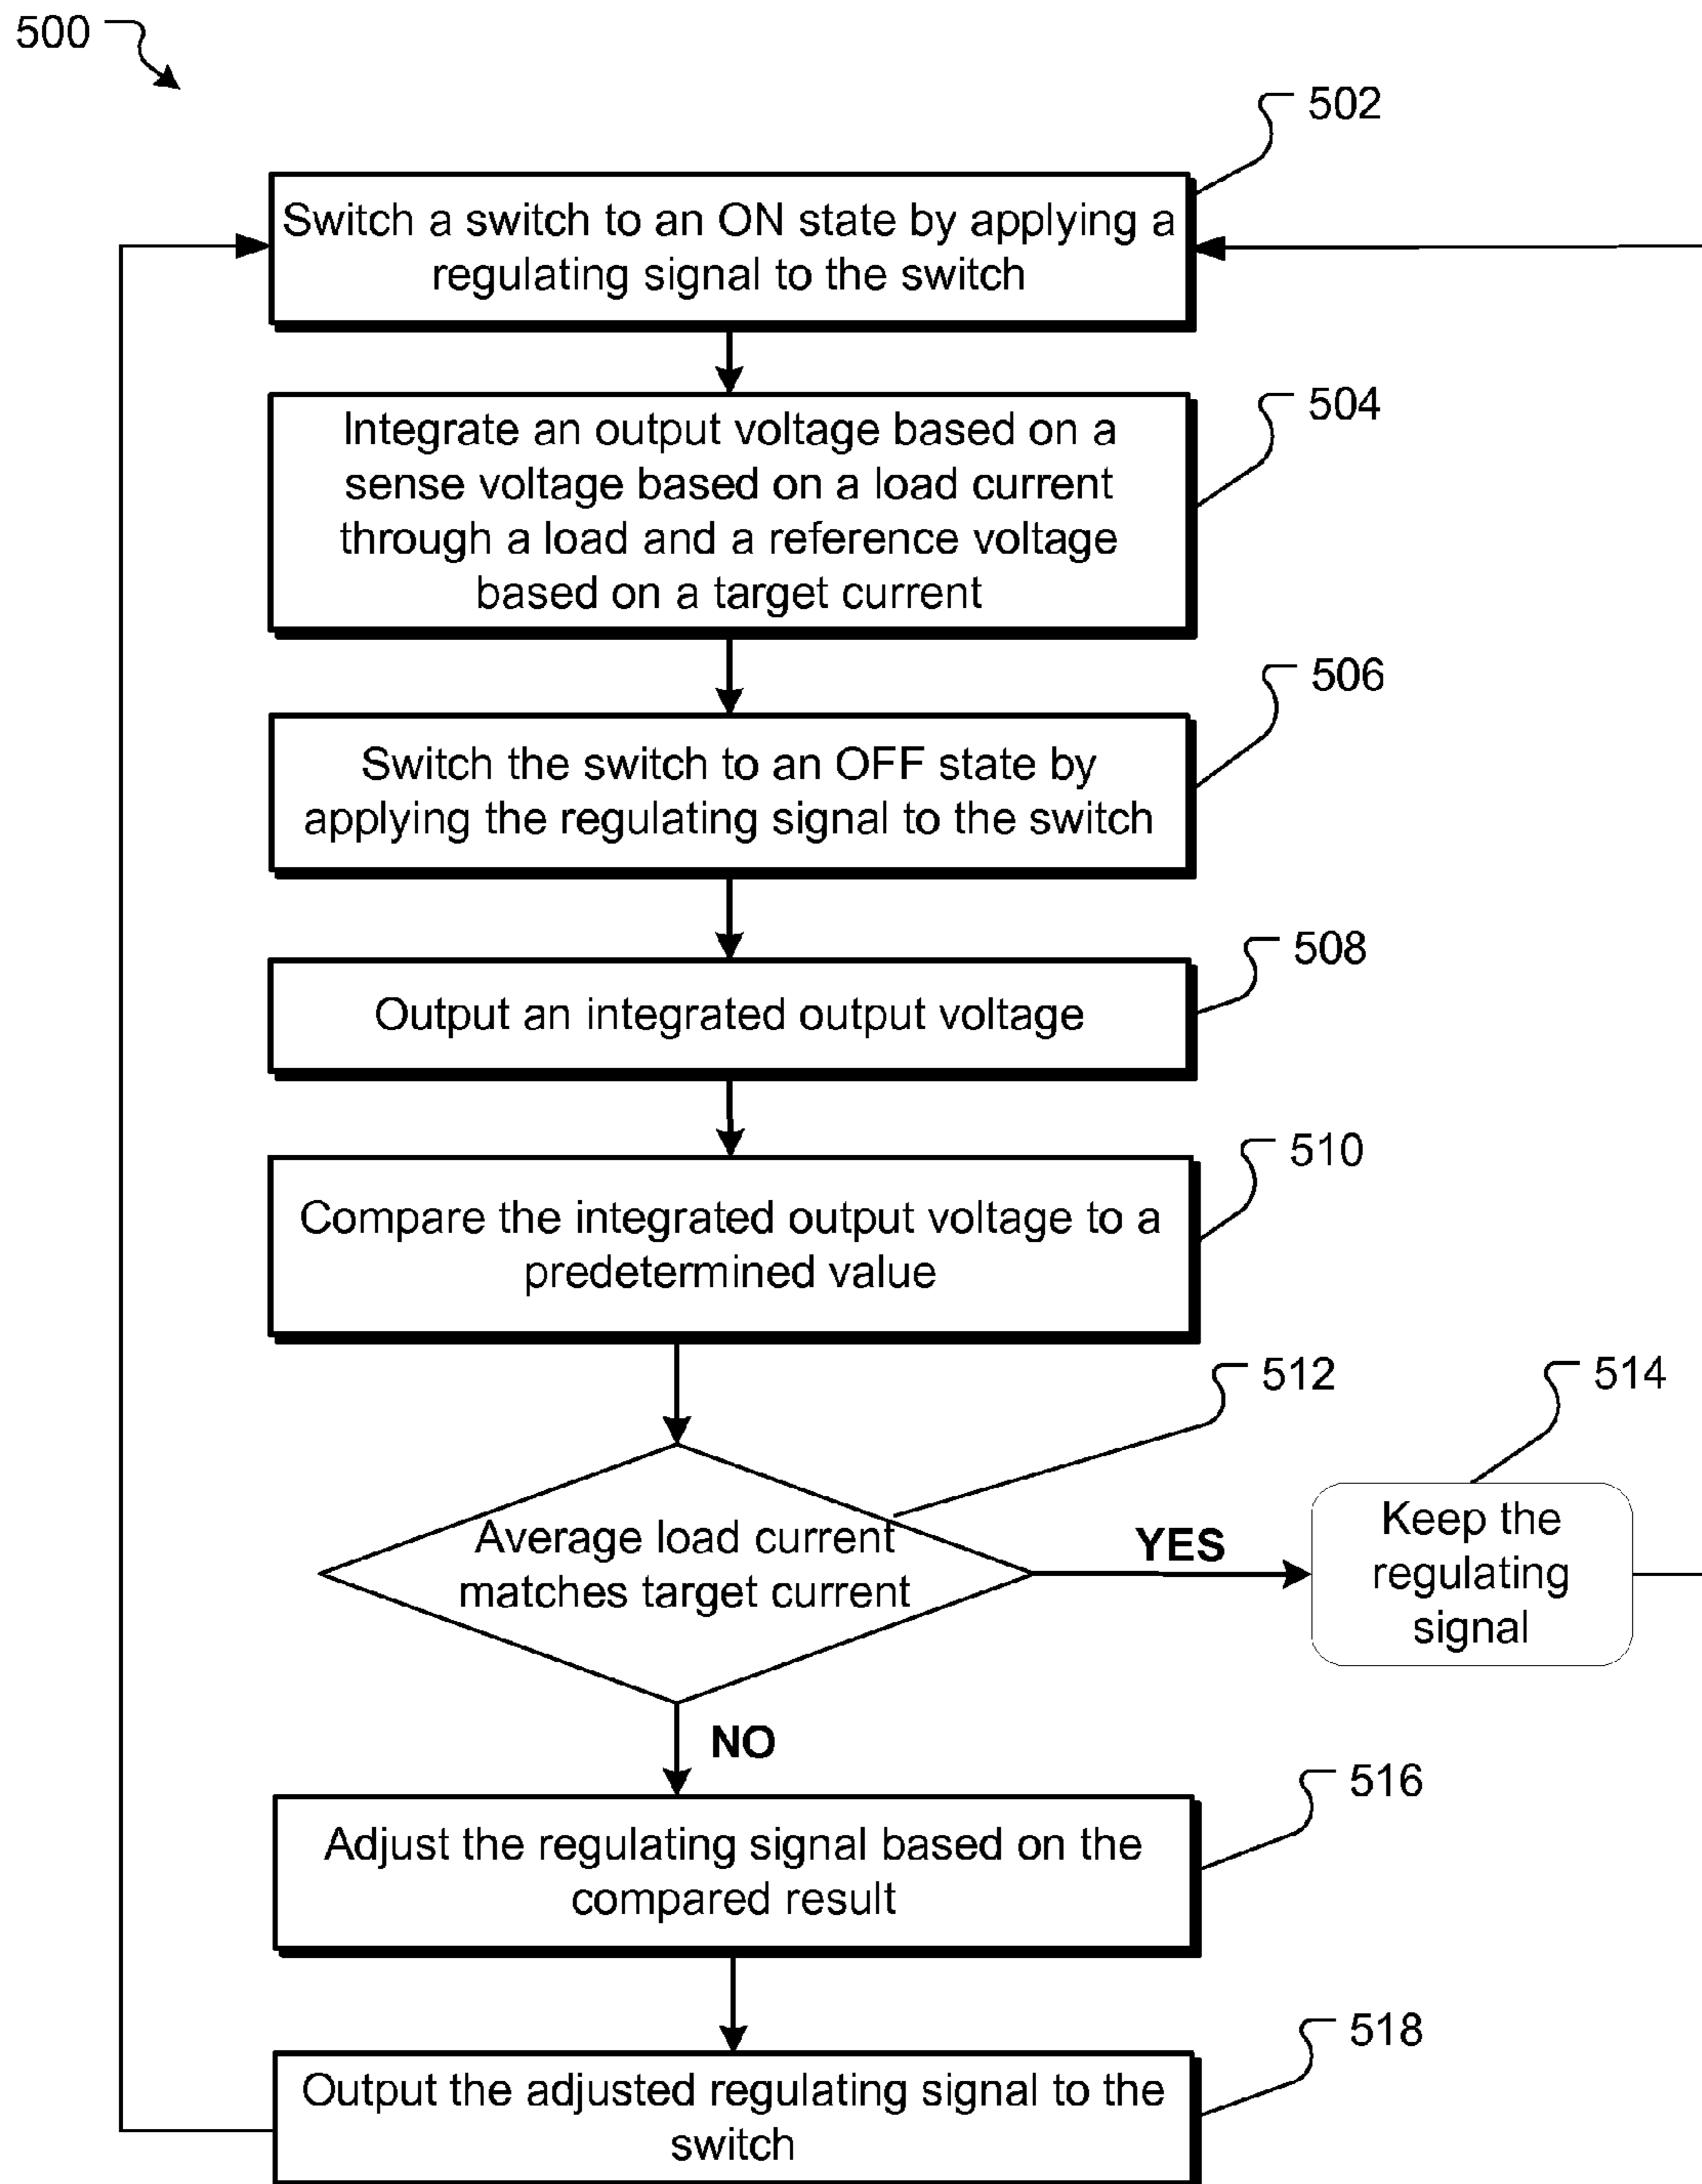 500
502
Switch a switch to an ON state by applying a
regulating signal to the switch
504
Integrate an output voltage based on a
sense voltage based on a load current
through a load and a reference voltage
based on a target current
506
Switch the switch to an OFF state by
applying the regulating signal to the switch
508
Output an integrated output voltage
510
Compare the integrated output voltage to a
predetermined value
512
514
Average load current
matches target current
YES
Keep the
regulating
signal
NO
516
Adjust the regulating signal based on the
compared result
518
Output the adjusted regulating signal to the
switch